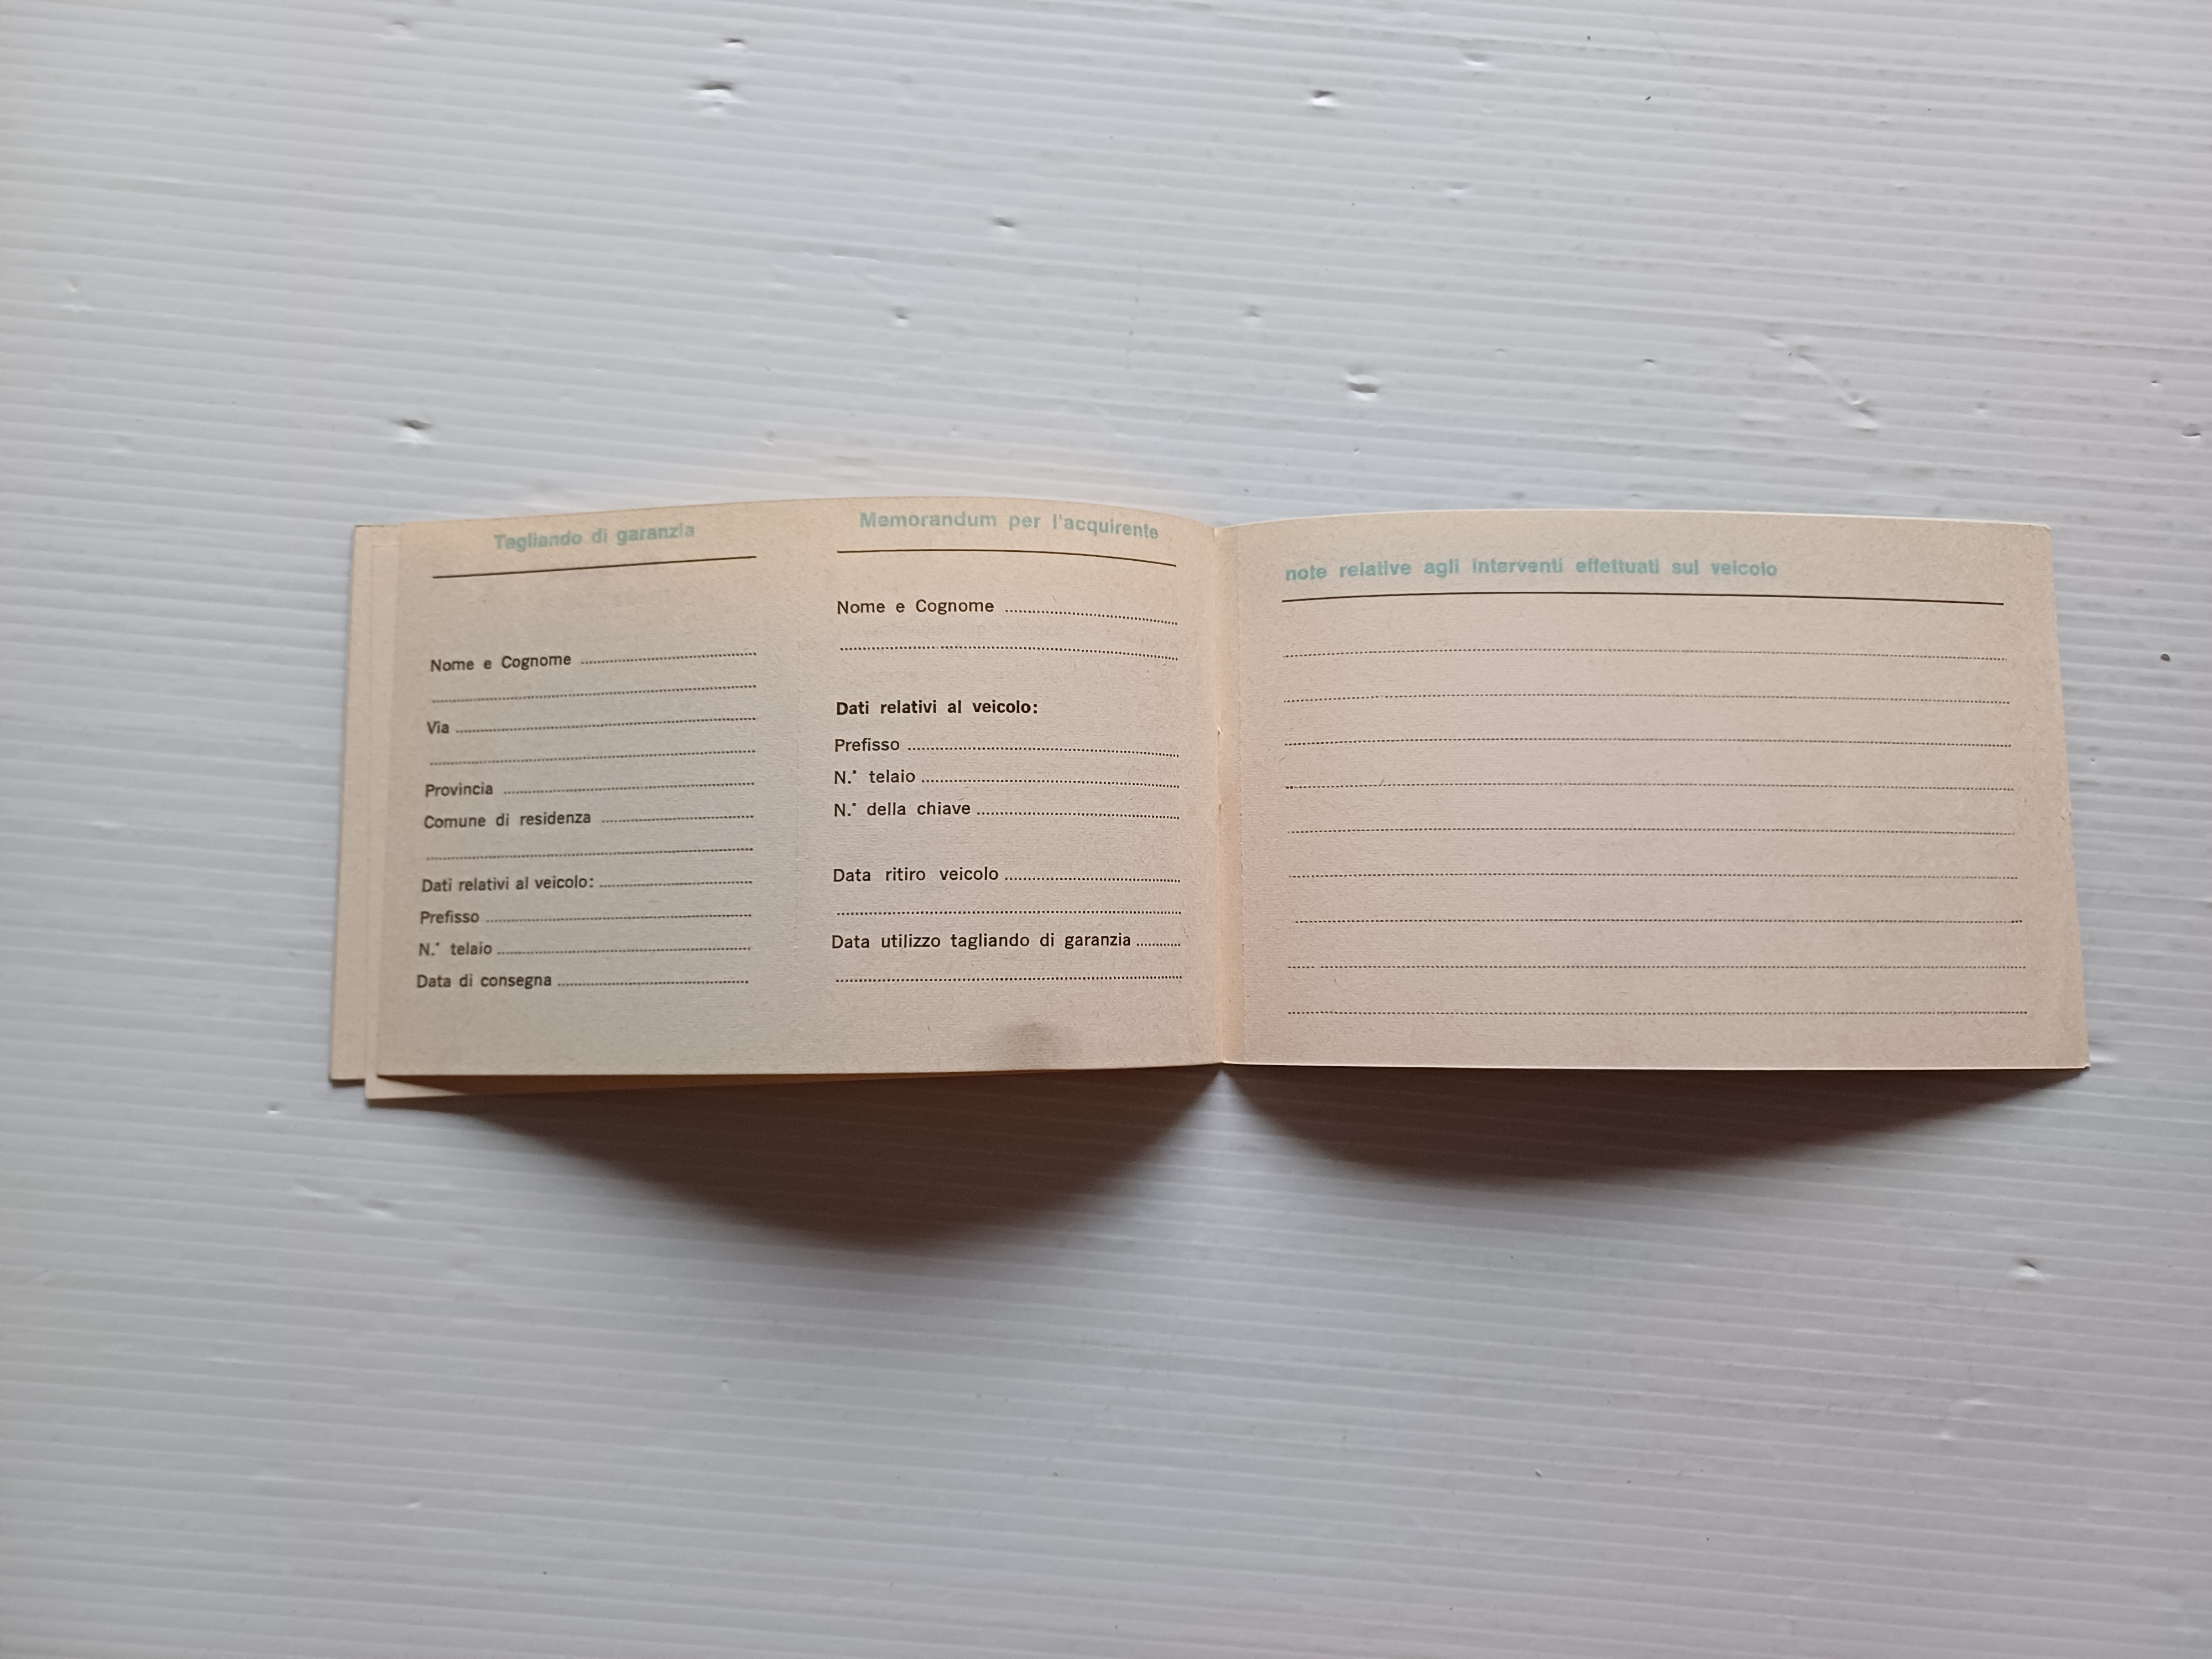 Tagliando di garanzia
Nome e Cognome
Via
Provincia
Comune di residenza
Dati relativi al veicolo:
Prefisso
N.° telaio
Data di consegna
Memorandum per l'acquirente
Nome e Cognome
Dati relativi al veicolo:
Prefisso
N.° telaio
N.° della chiave
Data ritiro veicolo
Data utilizzo tagliando di garanzia
note relative agli interventi effettuati sul veicolo